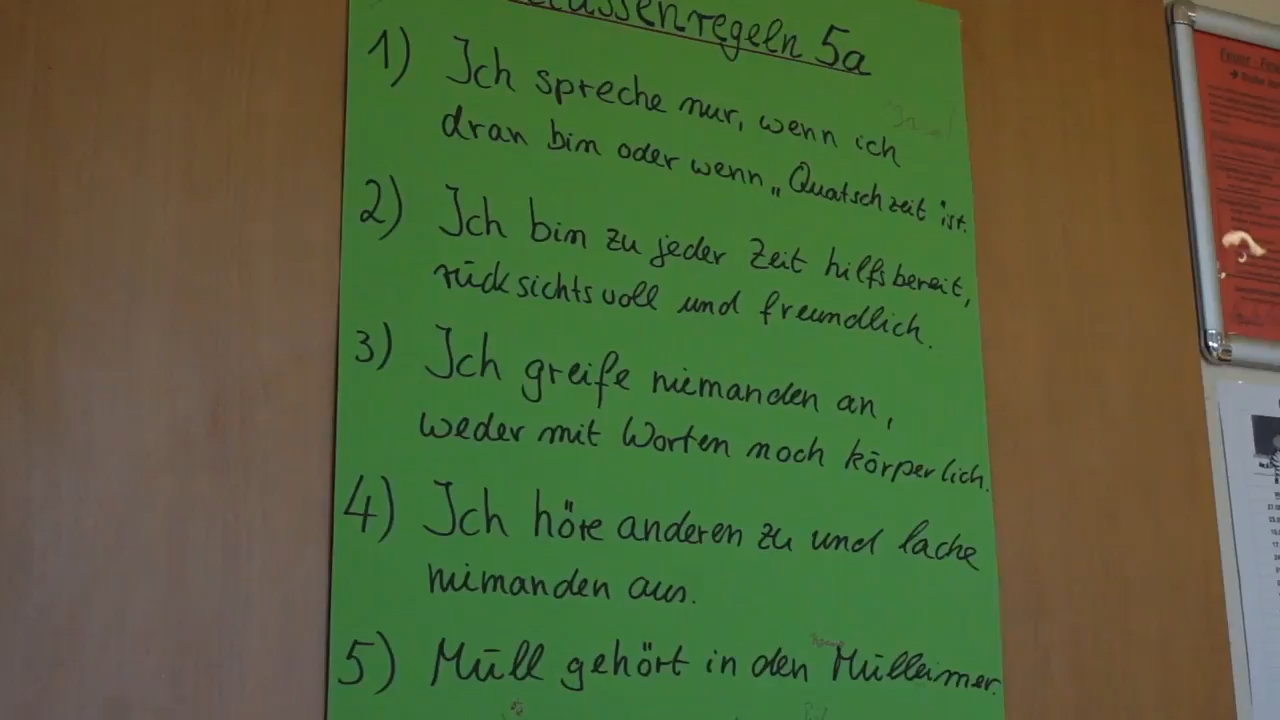 Klassenregeln 5a
1) Ich spreche nur, wenn ich
dran bin oder wenn „Quatschzeit ist.
2) Ich bin zu jeder Zeit hilfsbereit,
rücksichtsvoll und freundlich.
3) Ich greife niemanden an,
weder mit Worten noch körperlich.
4) Ich höre anderen zu und lache
niemanden aus.
5) Müll gehört in den Mülleimer.